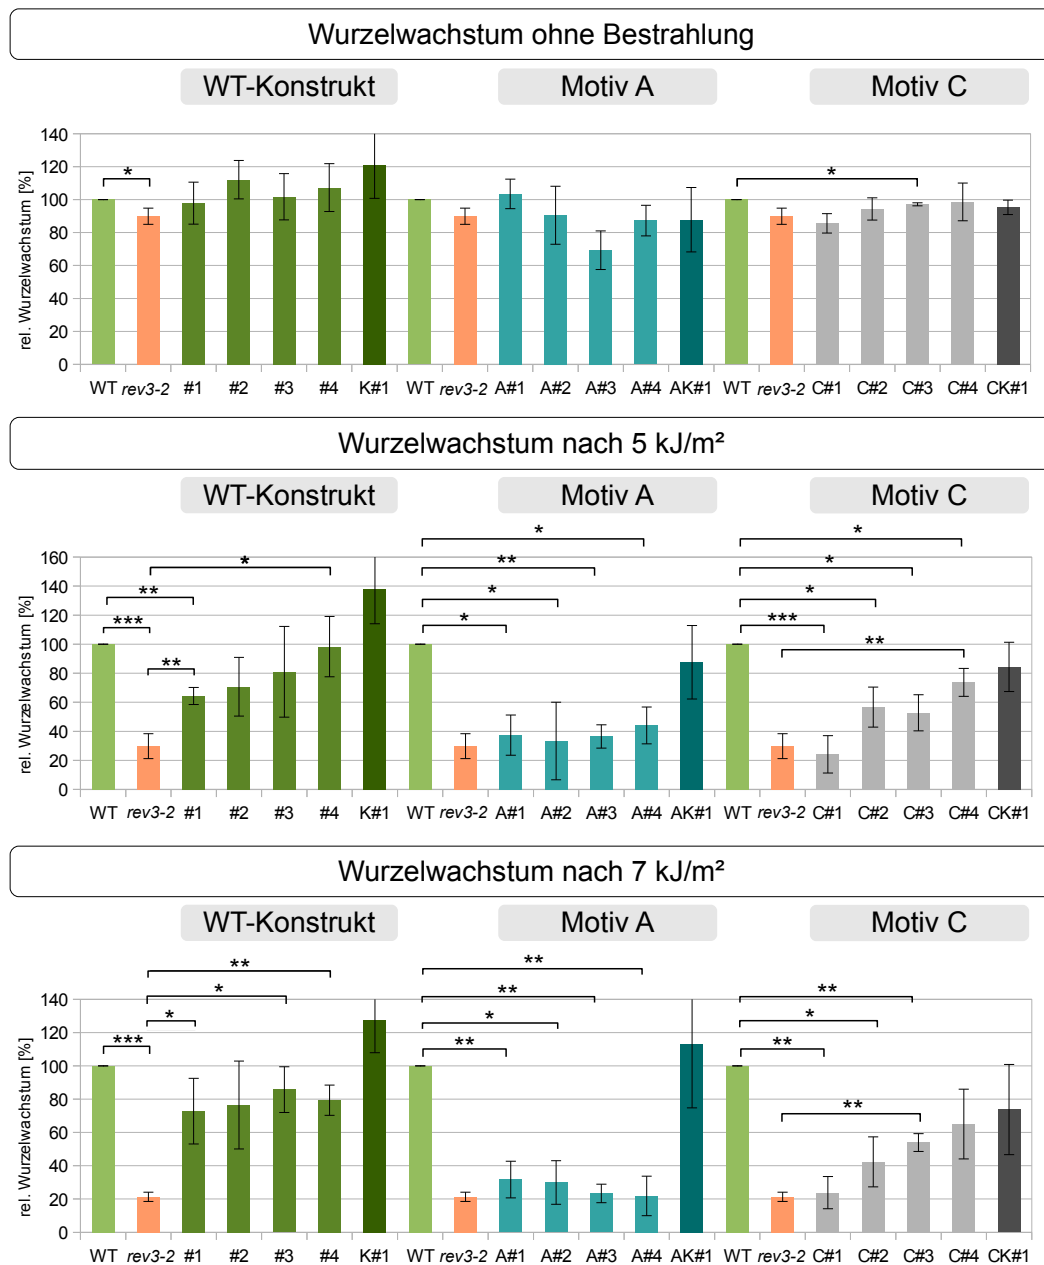 Wurzelwachstum ohne Bestrahlung
WT-Konstrukt Motiv A Motiv C
rel. Wurzelwachstum [%]
140
120
100
80
60
40
20
0
* *
WT rev3-2 #1 #2 #3 #4 K#1 WT rev3-2 A#1 A#2 A#3 A#4 AK#1 WT rev3-2 C#1 C#2 C#3 C#4 CK#1
Wurzelwachstum nach 5 kJ/m²
WT-Konstrukt Motiv A Motiv C
rel. Wurzelwachstum [%]
160
140
120
100
80
60
40
20
0
* *
* ** *
** * *
*** * ***
** **
WT rev3-2 #1 #2 #3 #4 K#1 WT rev3-2 A#1 A#2 A#3 A#4 AK#1 WT rev3-2 C#1 C#2 C#3 C#4 CK#1
Wurzelwachstum nach 7 kJ/m²
WT-Konstrukt Motiv A Motiv C
rel. Wurzelwachstum [%]
140
120
100
80
60
40
20
0
** **
* ** **
* * *
*** ** **
**
WT rev3-2 #1 #2 #3 #4 K#1 WT rev3-2 A#1 A#2 A#3 A#4 AK#1 WT rev3-2 C#1 C#2 C#3 C#4 CK#1